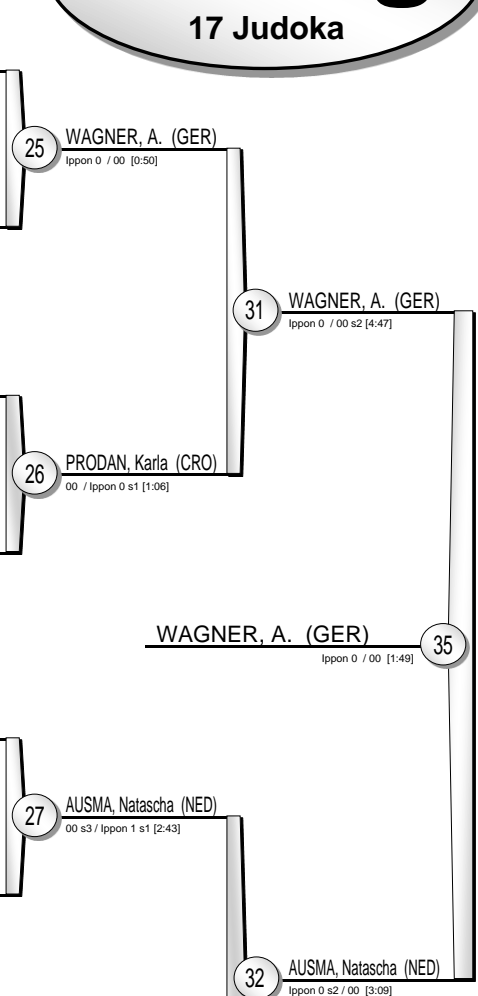 17 Judoka
25
WAGNER, A. (GER)
Ippon 0 / 00 [0:50]
31
WAGNER, A. (GER)
Ippon 0 / 00 s2 [4:47]
26
PRODAN, Karla (CRO)
00 / Ippon 0 s1 [1:06]
WAGNER, A. (GER)
35
Ippon 0 / 00 [1:49]
27
AUSMA, Natascha (NED)
00 s3 / Ippon 1 s1 [2:43]
32
AUSMA, Natascha (NED)
Ippon 0 s2 / 00 [3:09]